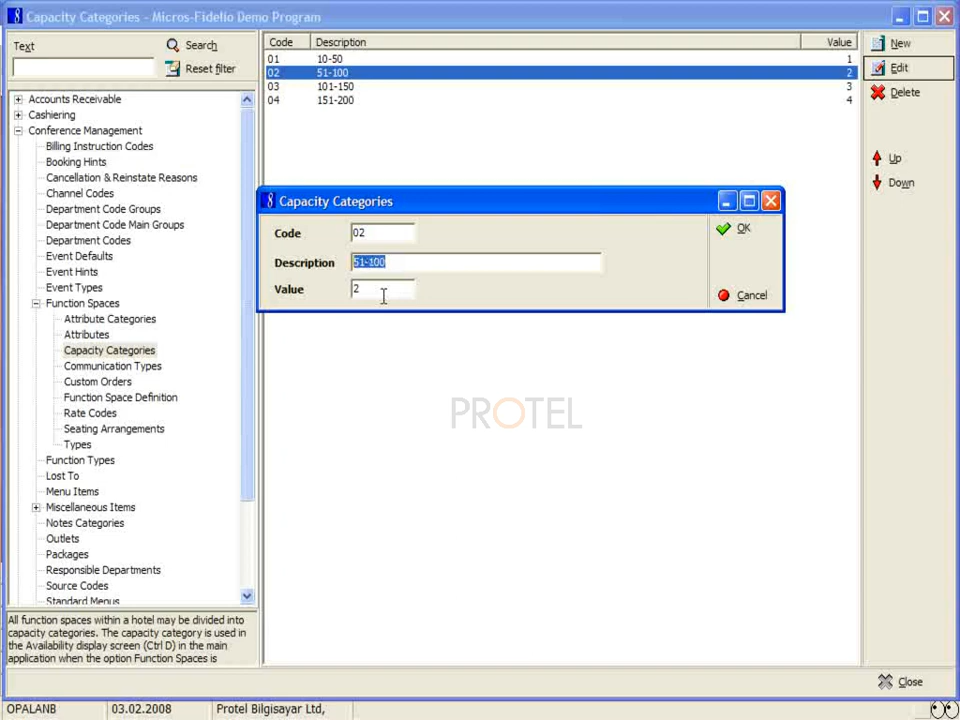 Capacity Categories - Micros-Fidelio Demo Program
Text
Search
Reset filter
Accounts Receivable
Cashiering
Conference Management
Billing Instruction Codes
Booking Hints
Cancellation & Reinstate Reasons
Channel Codes
Department Code Groups
Department Code Main Groups
Department Codes
Event Defaults
Event Hints
Event Types
Function Spaces
Attribute Categories
Attributes
Capacity Categories
Communication Types
Custom Orders
Function Space Definition
Rate Codes
Seating Arrangements
Types
Function Types
Lost To
Menu Items
Miscellaneous Items
Notes Categories
Outlets
Packages
Responsible Departments
Source Codes
Standard Menus
All function spaces within a hotel may be divided into
capacity categories. The capacity category is used in
the Availability display screen (Ctrl D) in the main
application when the option Function Spaces is
Code Description Value
01 10-50 1
02 51-100 2
03 101-150 3
04 151-200 4
Capacity Categories
Code 02
Description 51-100
Value 2
OK
Cancel
PROTEL
New
Edit
Delete
Up
Down
Close
OPALANB 03.02.2008 Protel Bilgisayar Ltd,